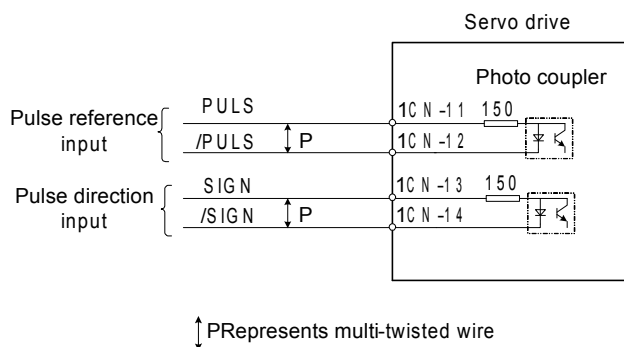 Servo drive
Photo coupler
Pulse reference
input
PULS
/PULS
P
1CN-11
150
1CN-12
Pulse direction
input
SIGN
/SIGN
P
1CN-13
150
1CN-14
PRepresents multi-twisted wire